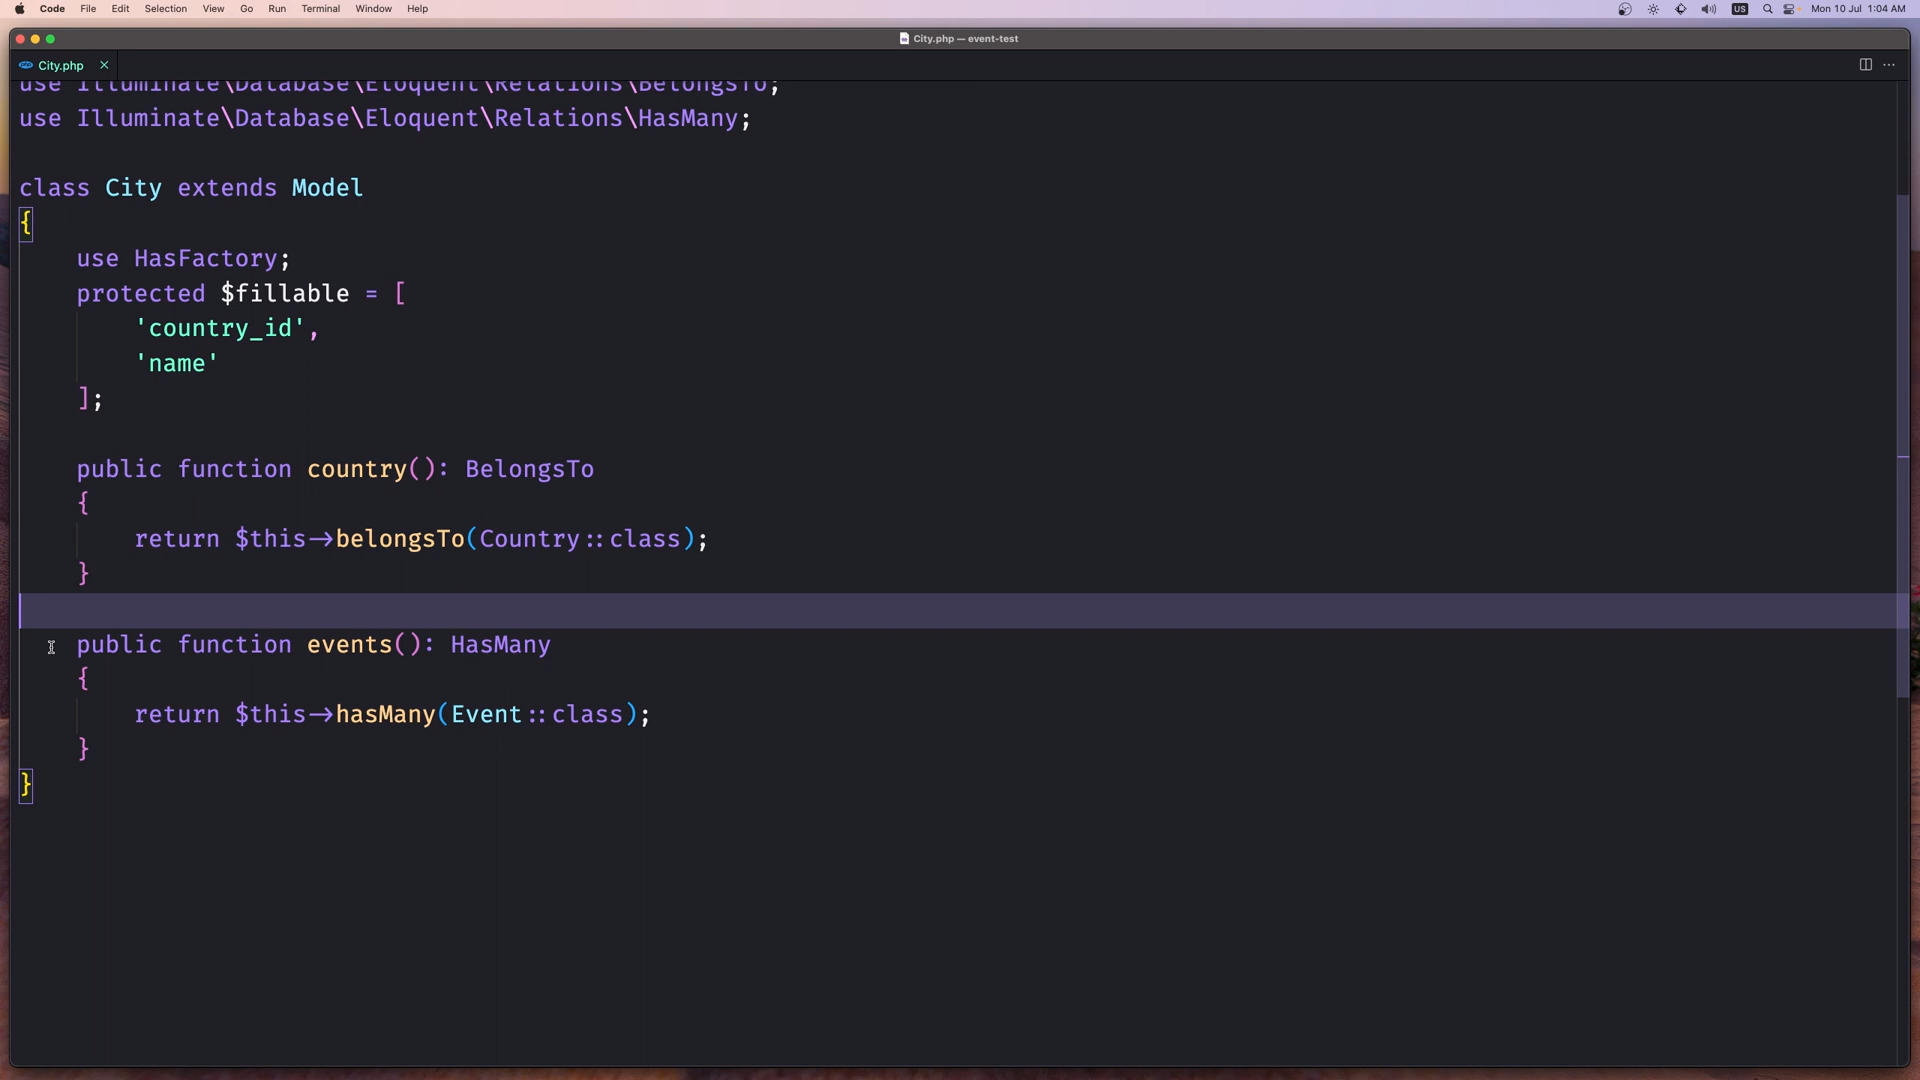 Code File Edit Selection View Go Run Terminal Window Help US Mon 10 Jul 1:04 AM
City.php — event-test
City.php
use Illuminate\Database\Eloquent\Relations\BelongsTo;
use Illuminate\Database\Eloquent\Relations\HasMany;
class City extends Model
{
use HasFactory;
protected $fillable = [
'country_id',
'name'
];
public function country(): BelongsTo
{
return $this->belongsTo(Country::class);
}
public function events(): HasMany
{
return $this->hasMany(Event::class);
}
}